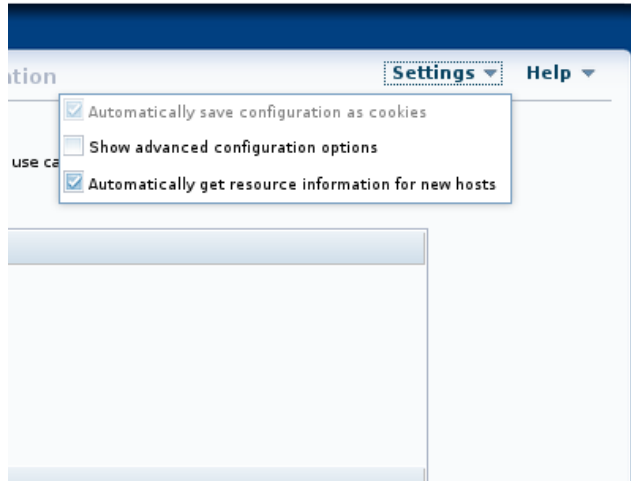 ation Settings Help
Automatically save configuration as cookies
Show advanced configuration options
use ca
Automatically get resource information for new hosts